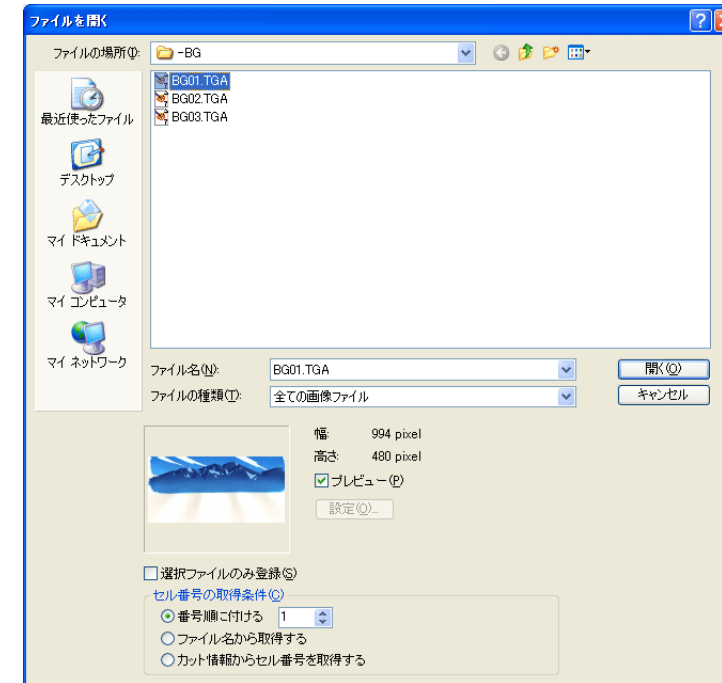 ファイルを開く
ファイルの場所(I):
-BG
最近使ったファイル
デスクトップ
マイ ドキュメント
マイ コンピュータ
マイ ネットワーク
BG01.TGA
BG02.TGA
BG03.TGA
ファイル名(N):
BG01.TGA
開く(O)
ファイルの種類(T):
全ての画像ファイル
キャンセル
幅: 994 pixel
高さ: 480 pixel
プレビュー(P)
設定(O)...
選択ファイルのみ登録(S)
セル番号の取得条件(C)
番号順に付ける 1
ファイル名から取得する
カット情報からセル番号を取得する